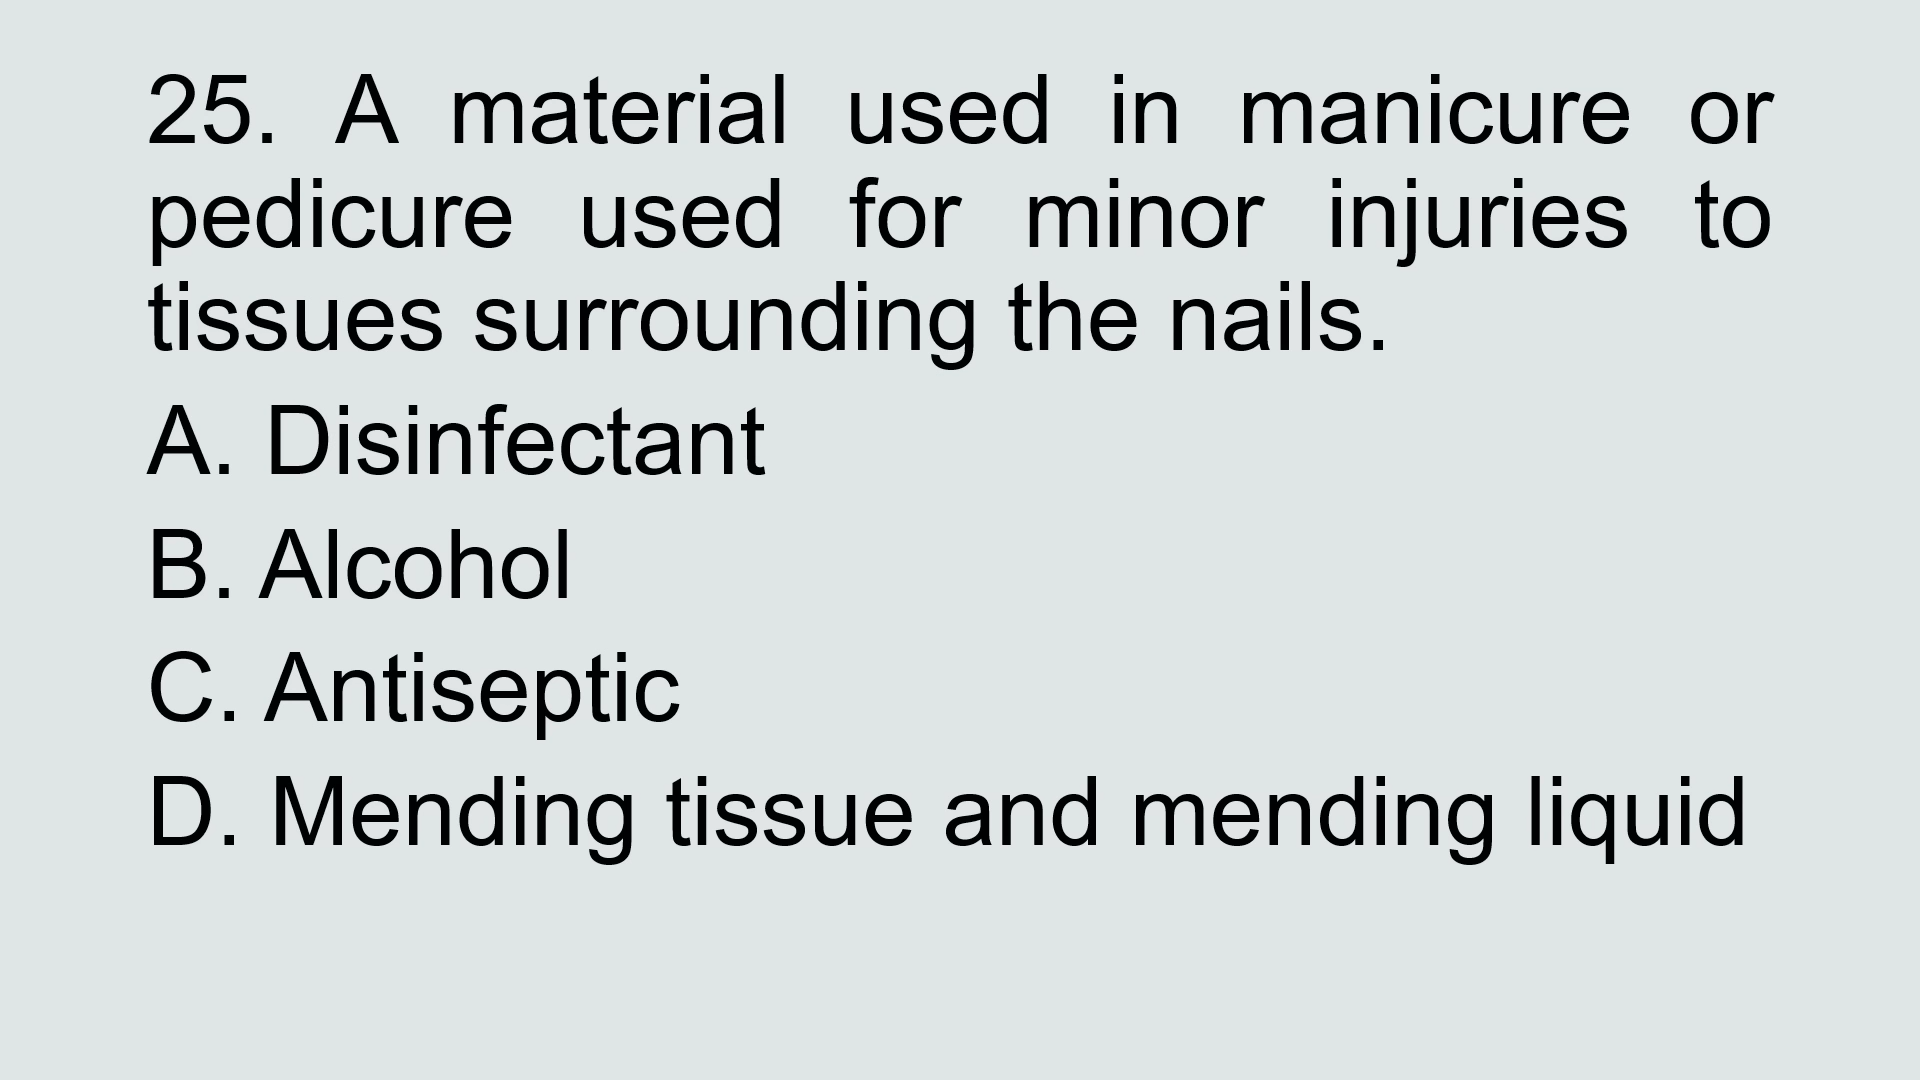 25. A material used in manicure or
pedicure used for minor injuries to
tissues surrounding the nails.
A. Disinfectant
B. Alcohol
C. Antiseptic
D. Mending tissue and mending liquid